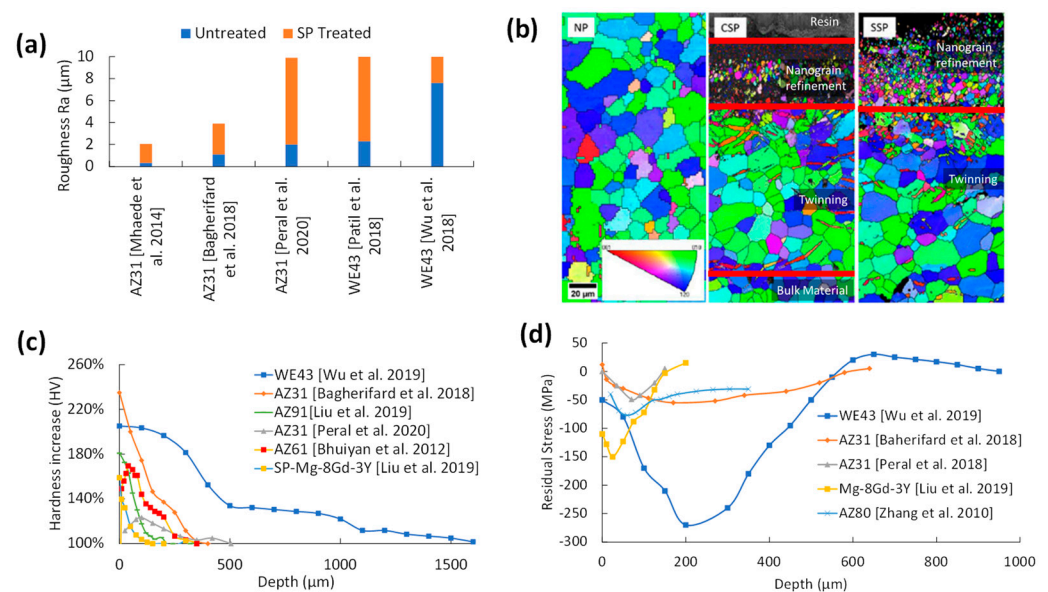 (a)
Untreated
SP Treated
Roughness Ra (µm)
10
8
6
4
2
0
AZ31 [Mhaede et
al. 2014]
AZ31 [Bagherifard
et al. 2018]
AZ31 [Peral et al.
2020]
WE43 [Patil et al.
2018]
WE43 [Wu et al.
2018]
(b)
NP
20 µm
CSP
Resin
Nanograin
refinement
Twinning
Bulk Material
SSP
Nanograin
refinement
Twinning
(c)
Hardness increase (HV)
260%
220%
180%
140%
100%
0
500
1000
1500
Depth (µm)
WE43 [Wu et al. 2019]
AZ31 [Bagherifard et al. 2018]
AZ91[Liu et al. 2019]
AZ31 [Peral et al. 2020]
AZ61 [Bhuiyan et al. 2012]
SP-Mg-8Gd-3Y [Liu et al. 2019]
(d)
Residual Stress (MPa)
50
0
-50
-100
-150
-200
-250
-300
0
200
400
600
800
1000
Depth (µm)
WE43 [Wu et al. 2019]
AZ31 [Baherifard et al. 2018]
AZ31 [Peral et al. 2018]
Mg-8Gd-3Y [Liu et al. 2019]
AZ80 [Zhang et al. 2010]